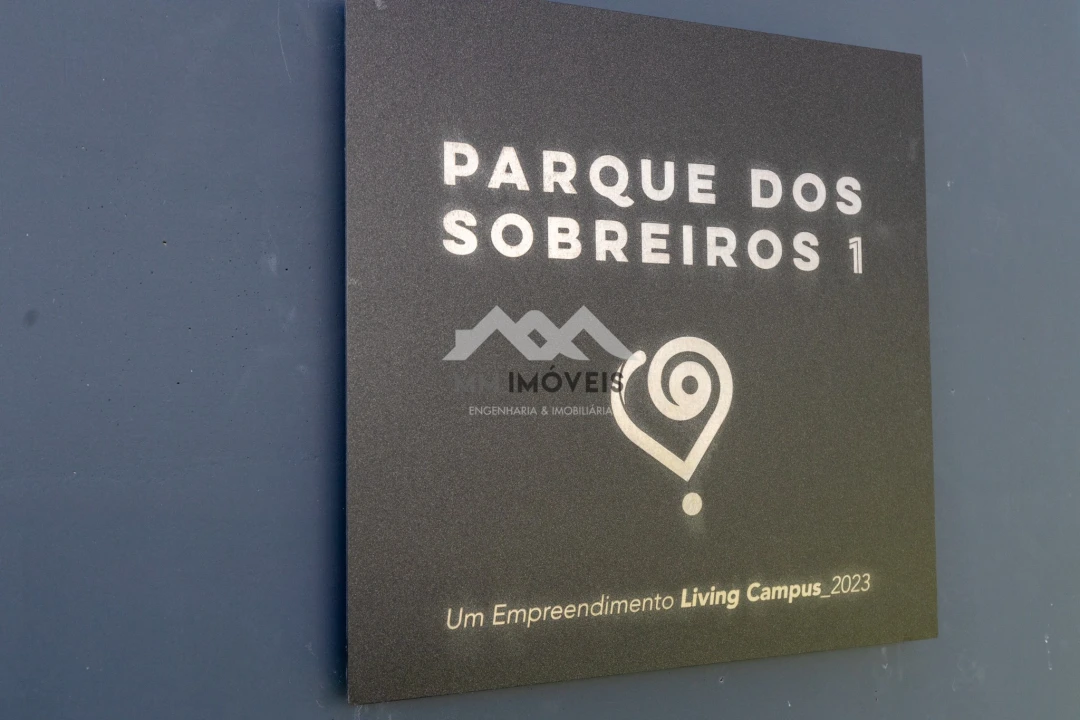 PARQUE DOS
SOBREIROS 1
IMÓVEIS
ENGENHARIA & IMOBILIÁRIA
Um Empreendimento Living Campus_2023